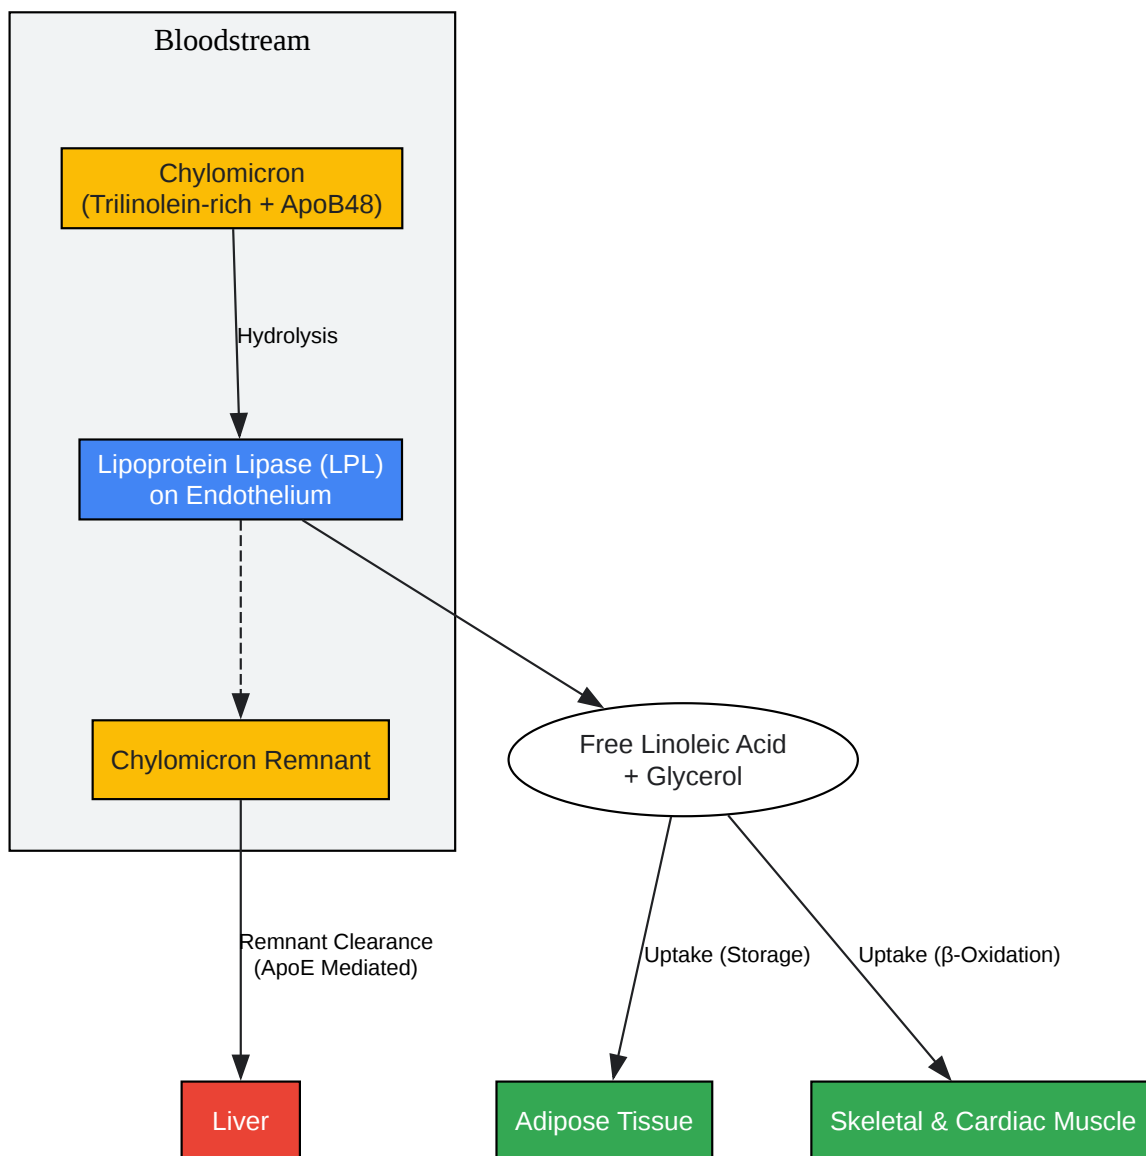 Bloodstream
Chylomicron
(Trilinolein-rich + ApoB48)
Hydrolysis
Lipoprotein Lipase (LPL)
on Endothelium
Chylomicron Remnant
Free Linoleic Acid
+ Glycerol
Remnant Clearance
(ApoE Mediated)
Uptake (Storage)
Uptake (β-Oxidation)
Liver
Adipose Tissue
Skeletal & Cardiac Muscle